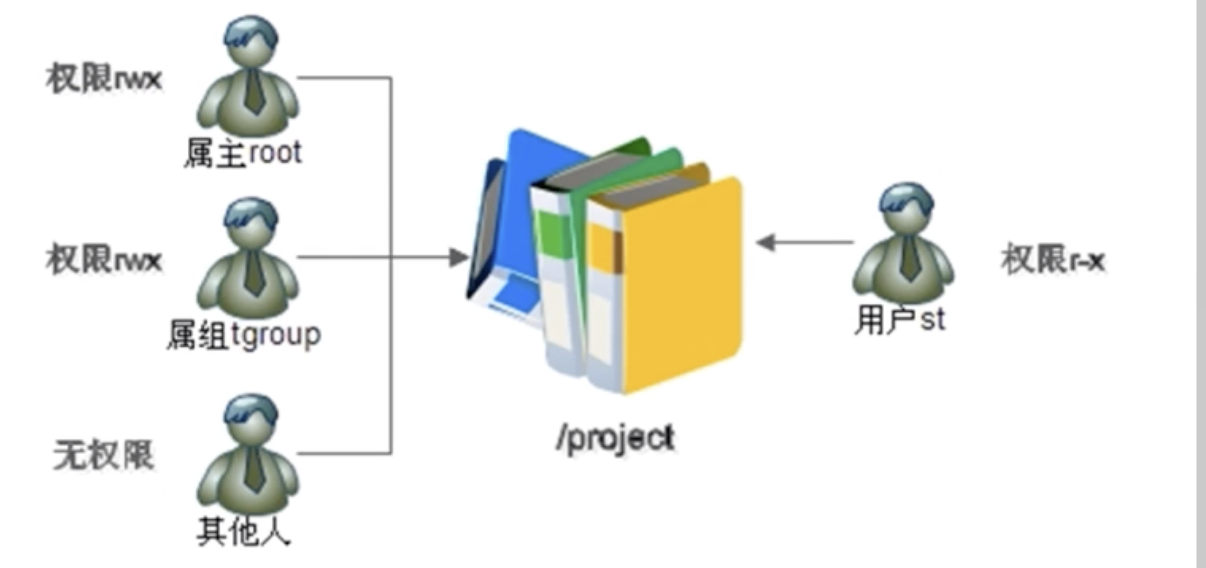 权限rwx
属主root
权限rwx
属组tgroup
无权限
其他人
/project
用户st
权限r-x